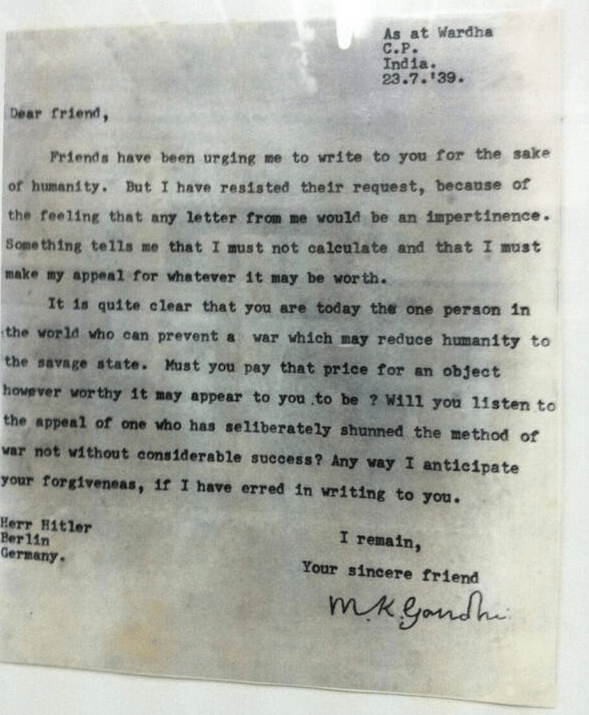 As at Wardha
C.P.
India.
23.7.'39.
Dear friend,
Friends have been urging me to write to you for the sake
of humanity. But I have resisted their request, because of
the feeling that any letter from me would be an impertinence.
Something tells me that I must not calculate and that I must
make my appeal for whatever it may be worth.
It is quite clear that you are today the one person in
the world who can prevent a war which may reduce humanity to
the savage state. Must you pay that price for an object
however worthy it may appear to you to be ? Will you listen to
the appeal of one who has seliberately shunned the method of
war not without considerable success? Any way I anticipate
your forgiveneas, if I have erred in writing to you.
Herr Hitler
Berlin
Germany.
I remain,
Your sincere friend
M.K.Gandhi